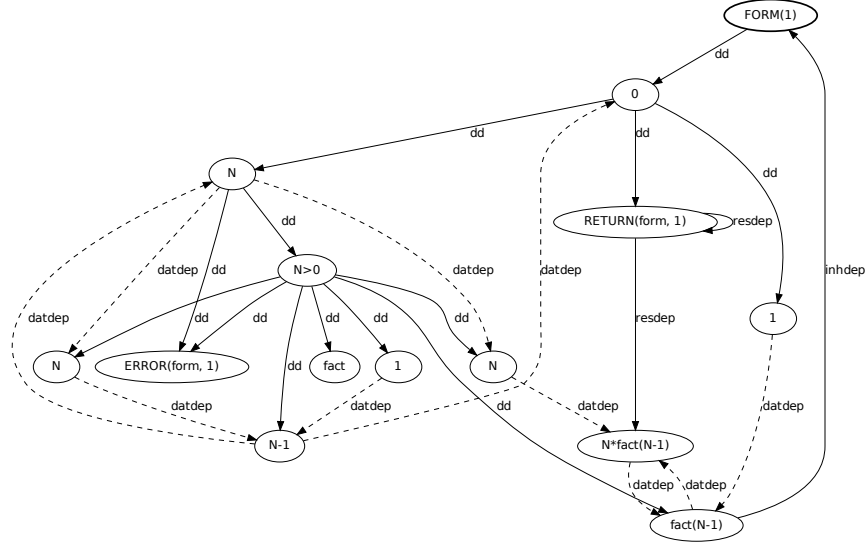 FORM(1)
dd
0
dd
dd
dd
N
RETURN(form, 1)
resdep
dd
datdep
dd
datdep
datdep
inhdep
N>0
datdep
dd
dd
dd
dd
dd
resdep
1
dd
N
ERROR(form, 1)
fact
1
N
datdep
datdep
dd
datdep
datdep
N-1
N*fact(N-1)
datdep
datdep
fact(N-1)